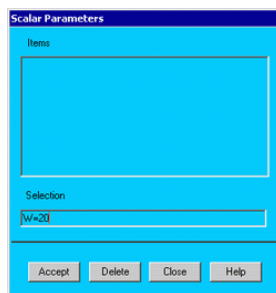 Scalar Parameters
Items
Selection
W=20
Accept Delete Close Help